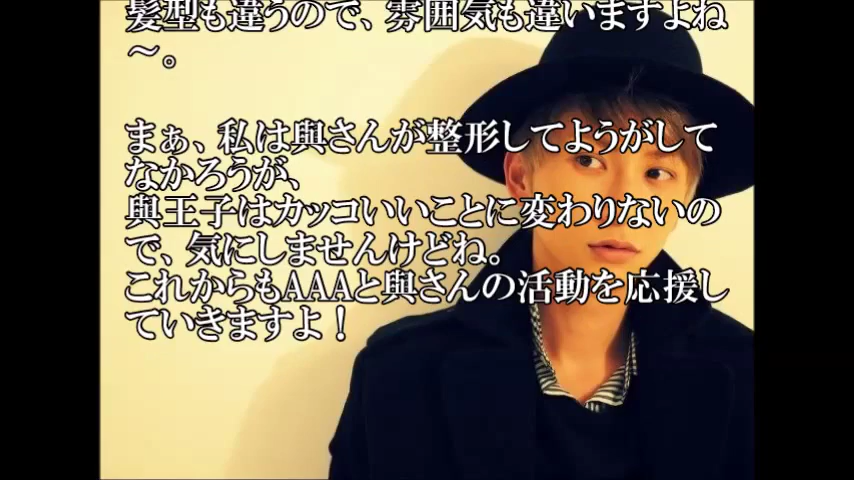 髪型も違うので、雰囲気も違いますよね
～。
まぁ、私は與さんが整形してようがして
なかろうが、
與王子はカッコいいことに変わりないの
で、気にしませんけどね。
これからもAAAと與さんの活動を応援し
ていきますよ！